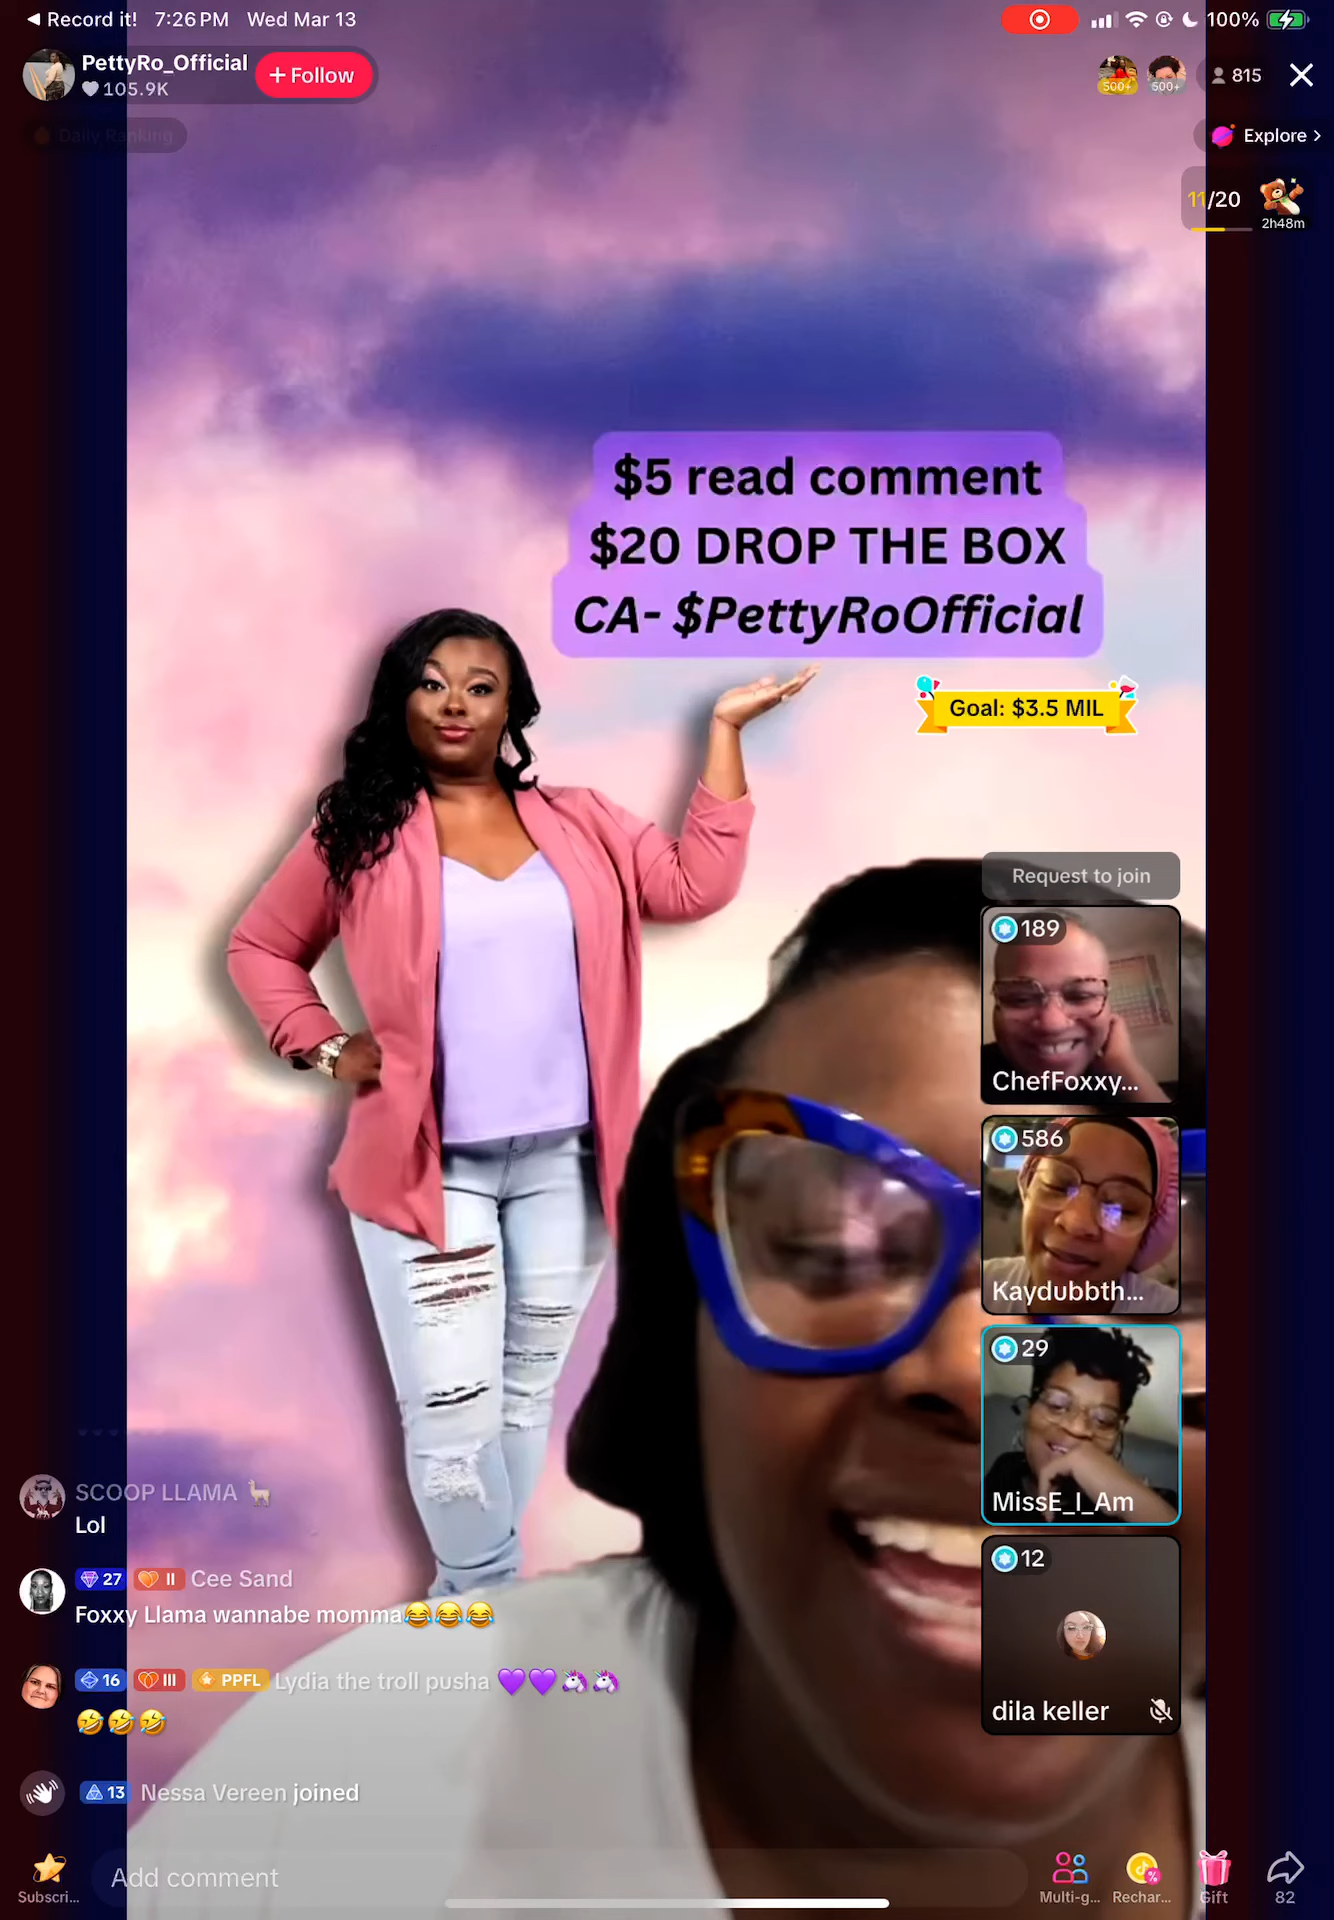 ◀ Record it! 7:26 PM Wed Mar 13
100%
PettyRo_Official
105.9K
+ Follow
500+
500+
815
Daily Ranking
Explore >
11/20
2h48m
$5 read comment
$20 DROP THE BOX
CA- $PettyRoOfficial
Goal: $3.5 MIL
Request to join
189
ChefFoxxy...
586
Kaydubbth...
29
MissE_I_Am
12
dila keller
SCOOP LLAMA 🦙
Lol
27 II Cee Sand
Foxxy Llama wannabe momma😂😂😂
16 III PPFL Lydia the troll pusha 💜💜🦄🦄
🤣🤣🤣
13 Nessa Vereen joined
Subscri...
Add comment
Multi-g...
Rechar...
Gift
82